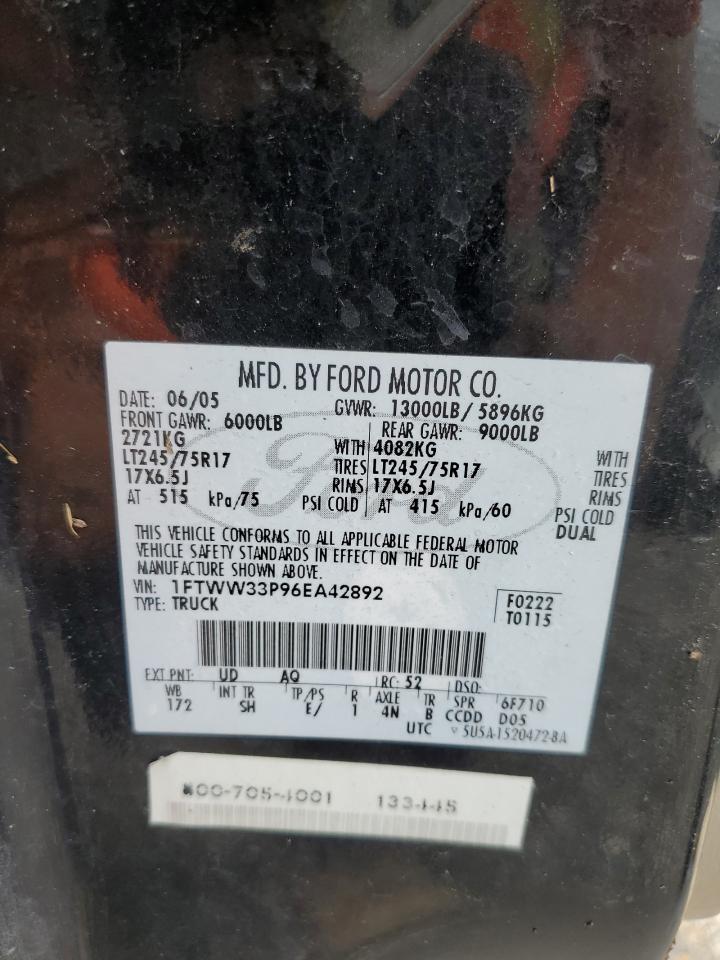 MFD. BY FORD MOTOR CO.
DATE: 06/05 GVWR: 13000LB/ 5896KG
FRONT GAWR: 6000LB REAR GAWR: 9000LB
2721KG WITH 4082KG WITH
LT245/75R17 TIRES LT245/75R17 TIRES
17X6.5J RIMS 17X6.5J RIMS
AT 515 kPa/75 PSI COLD AT 415 kPa/60 PSI COLD
DUAL
Ford
THIS VEHICLE CONFORMS TO ALL APPLICABLE FEDERAL MOTOR
VEHICLE SAFETY STANDARDS IN EFFECT ON THE DATE OF
MANUFACTURE SHOWN ABOVE.
VIN: 1FTWW33P96EA42892 F0222
TYPE: TRUCK T0115
EXT PNT: UD AQ RC: 52 DSO:
WB INT TR TP/PS R AXLE TR SPR 6F710
172 SH E/ 1 4N B CCDD D05
UTC ▽ 5U5A-1520472-BA
00-705-4001 133445